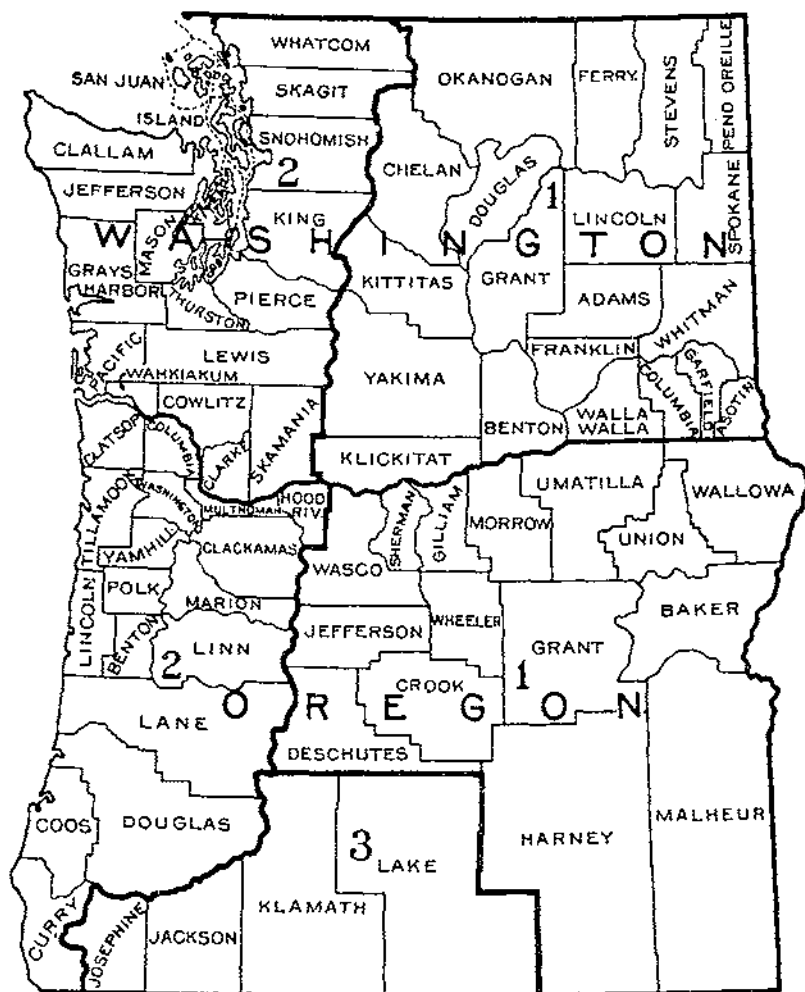 WHATCOM
OKANOGAN
FERRY
STEVENS
PEND OREILLE
SAN JUAN
SKAGIT
ISLAND
SNOHOMISH
CLALLAM
2
CHELAN
DOUGLAS
1
LINCOLN
SPOKANE
JEFFERSON
MASON
KING
WASHINGTON
GRAYS
HARBOR
THURSTON
PIERCE
KITTITAS
GRANT
ADAMS
WHITMAN
PACIFIC
LEWIS
FRANKLIN
WAHKIAKUM
YAKIMA
COLUMBIA
GARFIELD
ASOTIN
COWLITZ
SKAMANIA
BENTON
WALLA
WALLA
CLATSOP
COLUMBIA
CLARKE
KLICKITAT
UMATILLA
WALLOWA
TILLAMOOK
WASHINGTON
MULTNOMAH
HOOD
RIV.
SHERMAN
GILLIAM
MORROW
UNION
YAMHILL
CLACKAMAS
WASCO
LINCOLN
POLK
MARION
BAKER
JEFFERSON
WHEELER
GRANT
BENTON
LINN
2
CROOK
1
OREGON
LANE
DESCHUTES
COOS
DOUGLAS
3
LAKE
HARNEY
MALHEUR
KLAMATH
CURRY
JOSEPHINE
JACKSON